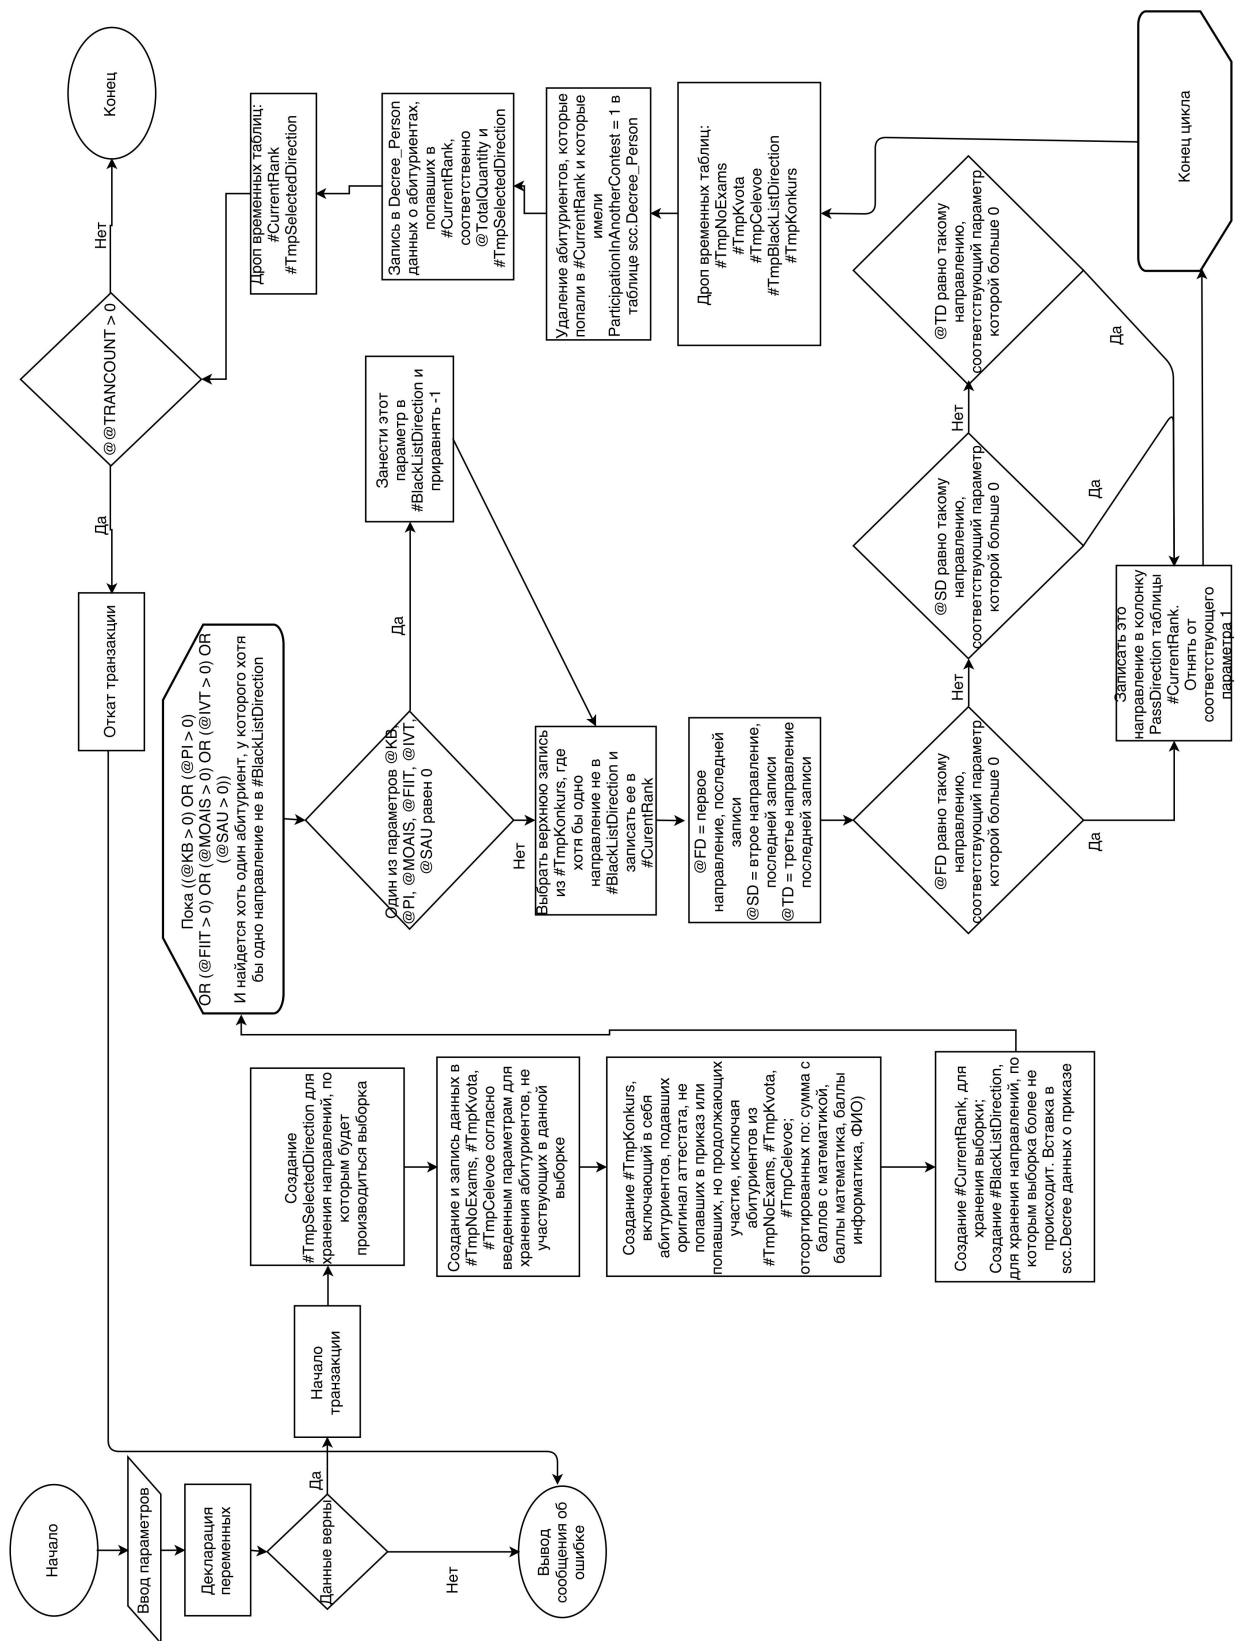 Начало
Ввод параметров
Декларация
переменных
Данные верны
Да
Нет
Вывод
сообщения об
ошибке
Начало
транзакции
Создание
#TmpSelectedDirection для
хранения направлений, по
которым будет
производиться выборка
Создание и запись данных в
#TmpNoExams, #TmpKvota,
#TmpCelevoe согласно
введенным параметрам для
хранения абитуриентов, не
участвующих в данной
выборке
Создание #TmpKonkurs,
включающий в себя
абитуриентов, подавших
оригинал аттестата, не
попавших в приказ или
попавших, но продолжающих
участие, исключая
абитуриентов из
#TmpNoExams, #TmpKvota,
#TmpCelevoe;
отсортированных по: сумма с
баллов с математикой,
баллы математика, баллы
информатика, ФИО)
Создание #CurrentRank, для
хранения выборки;
Создание #BlackListDirection,
для хранения направлений, по
которым выборка более не
происходит. Вставка в
scc.Decree данных о приказе
Пока ((@KB > 0) OR (@PI > 0)
OR (@FIIT > 0) OR (@MOAIS > 0) OR (@IVT > 0) OR
(@SAU > 0))
И найдется хоть один абитуриент, у которого хотя
бы одно направление не в #BlackListDirection
Один из параметров @KB,
@PI, @MOAIS, @FIIT, @IVT,
@SAU равен 0
Да
Нет
Занести этот
параметр в
#BlackListDirection и
приравнять -1
Выбрать верхнюю запись
из #TmpKonkurs, где
хотя бы одно
направление не в
#BlackListDirection и
записать ее в
#CurentRank
@FD = первое
направление, последней
записи
@SD = втрое направление,
последней записи
@TD = третье направление
последней записи
@FD равно такому
направлению,
соответствующий параметр
которой больше 0
Да
Нет
@SD равно такому
направлению,
соответствующий параметр
которой больше 0
Да
Нет
@TD равно такому
направлению,
соответствующий параметр
которой больше 0
Да
Записать это
направление в колонку
PassDirection таблицы
#CurrentRank.
Отнять от
соответствующего
параметра 1
Конец цикла
Дроп временных таблиц:
#TmpNoExams
#TmpKvota
#TmpCelevoe
#TmpBlackListDirection
#TmpKonkurs
Удаление абитуриентов, которые
попали в #CurrentRank и которые
имели
ParticipationInAnotherContest = 1 в
таблице scc.Decree_Person
Запись в Decree_Person
данных о абитуриентах,
попавших в
#CurrentRank,
соответственно
@TotalQuantity и
#TmpSelectedDirection
Дроп временных таблиц:
#CurrentRank
#TmpSelectedDirection
@@TRANCOUNT > 0
Да
Нет
Откат транзакции
Конец